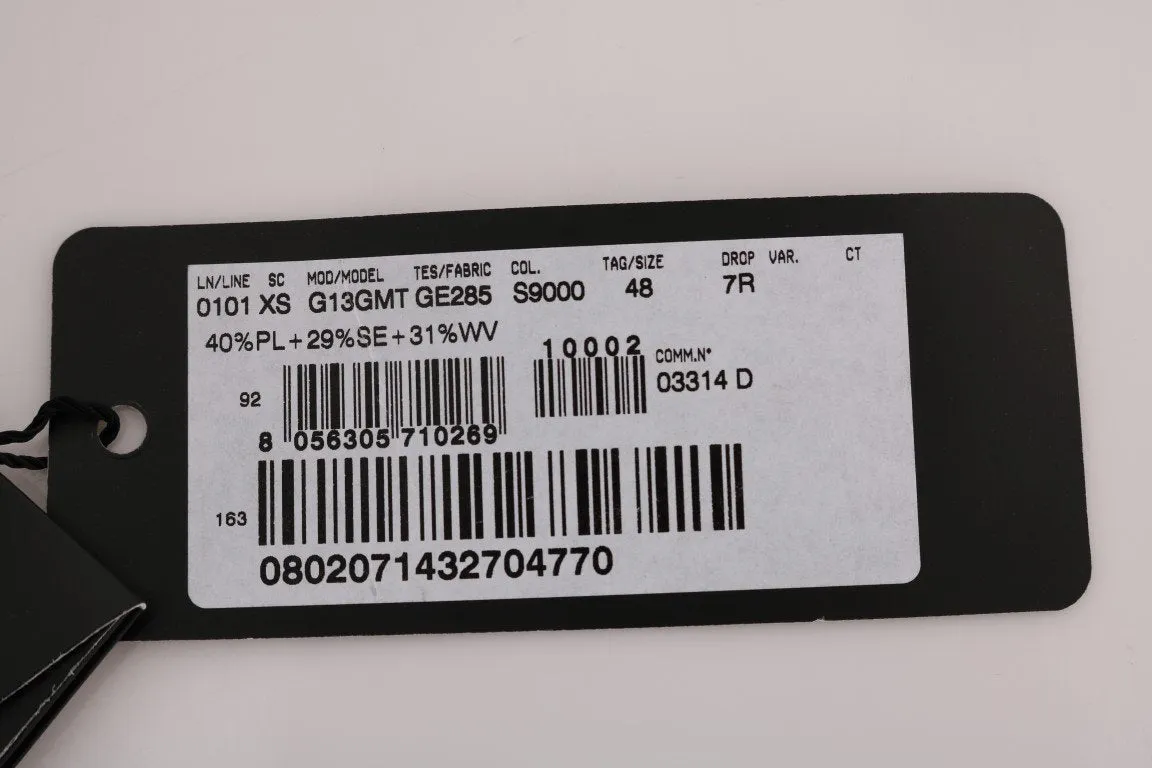 LN/LINE SC MOD/MODEL TES/FABRIC COL. TAG/SIZE DROP VAR. CT
0101 XS G13GMT GE285 S9000 48 7R
40%PL+29%SE+31%WV
10002
COMM.N°
03314 D
92
8 056305 710269
163
0802071432704770